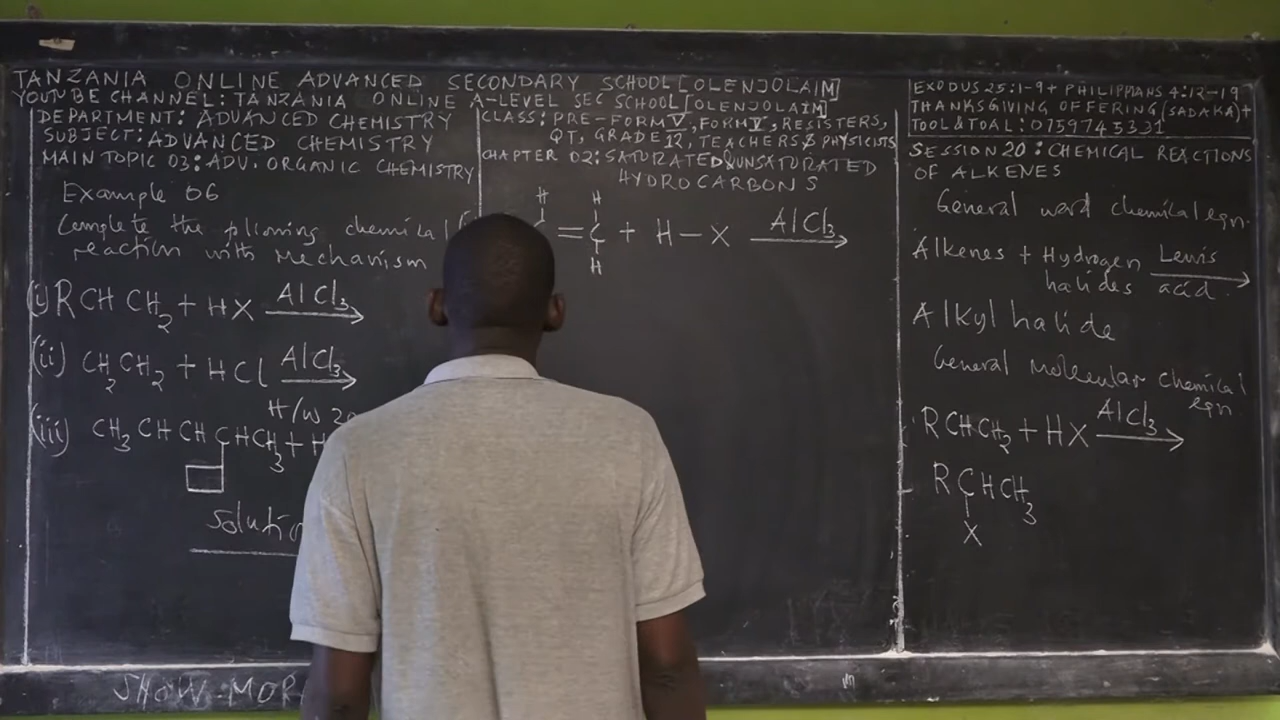 TANZANIA ONLINE ADVANCED SECONDARY SCHOOL [OLENJOLAIM]
YOUTUBE CHANNEL: TANZANIA ONLINE A-LEVEL SEC SCHOOL [OLENJOLAIM]
DEPARTMENT: ADVANCED CHEMISTRY
SUBJECT: ADVANCED CHEMISTRY
MAIN TOPIC 03: ADV. ORGANIC CHEMISTRY
Example 06
Complete the
chemical
reaction with mechanism
(i) RCHCH2 + HX AlCl3
(ii) CH2CH2 + HCl AlCl3
H/W
(iii) CH3CHCHCHCH3 + H
Solutio
SHOW MOR
CLASS: PRE-FORM V, FORM V, RESISTERS,
QT, GRADE 12, TEACHERS & PHYSICISTS
CHAPTER 02: SATURATED & UNSATURATED
HYDROCARBONS
H H
= C + H – X AlCl3
H
EXODUS 25:1-9 + PHILIPPIANS 4:12-19
THANKSGIVING OFFERING (SADAKA) +
TOOL & TOAL: 0759745331
SESSION 20: CHEMICAL REACTIONS
OF ALKENES
General word chemical eqn.
Alkenes + Hydrogen Lewis
halides acid
Alkyl halide
General molecular chemical
eqn
RCHCH2 + HX AlCl3
RCHCH3
X